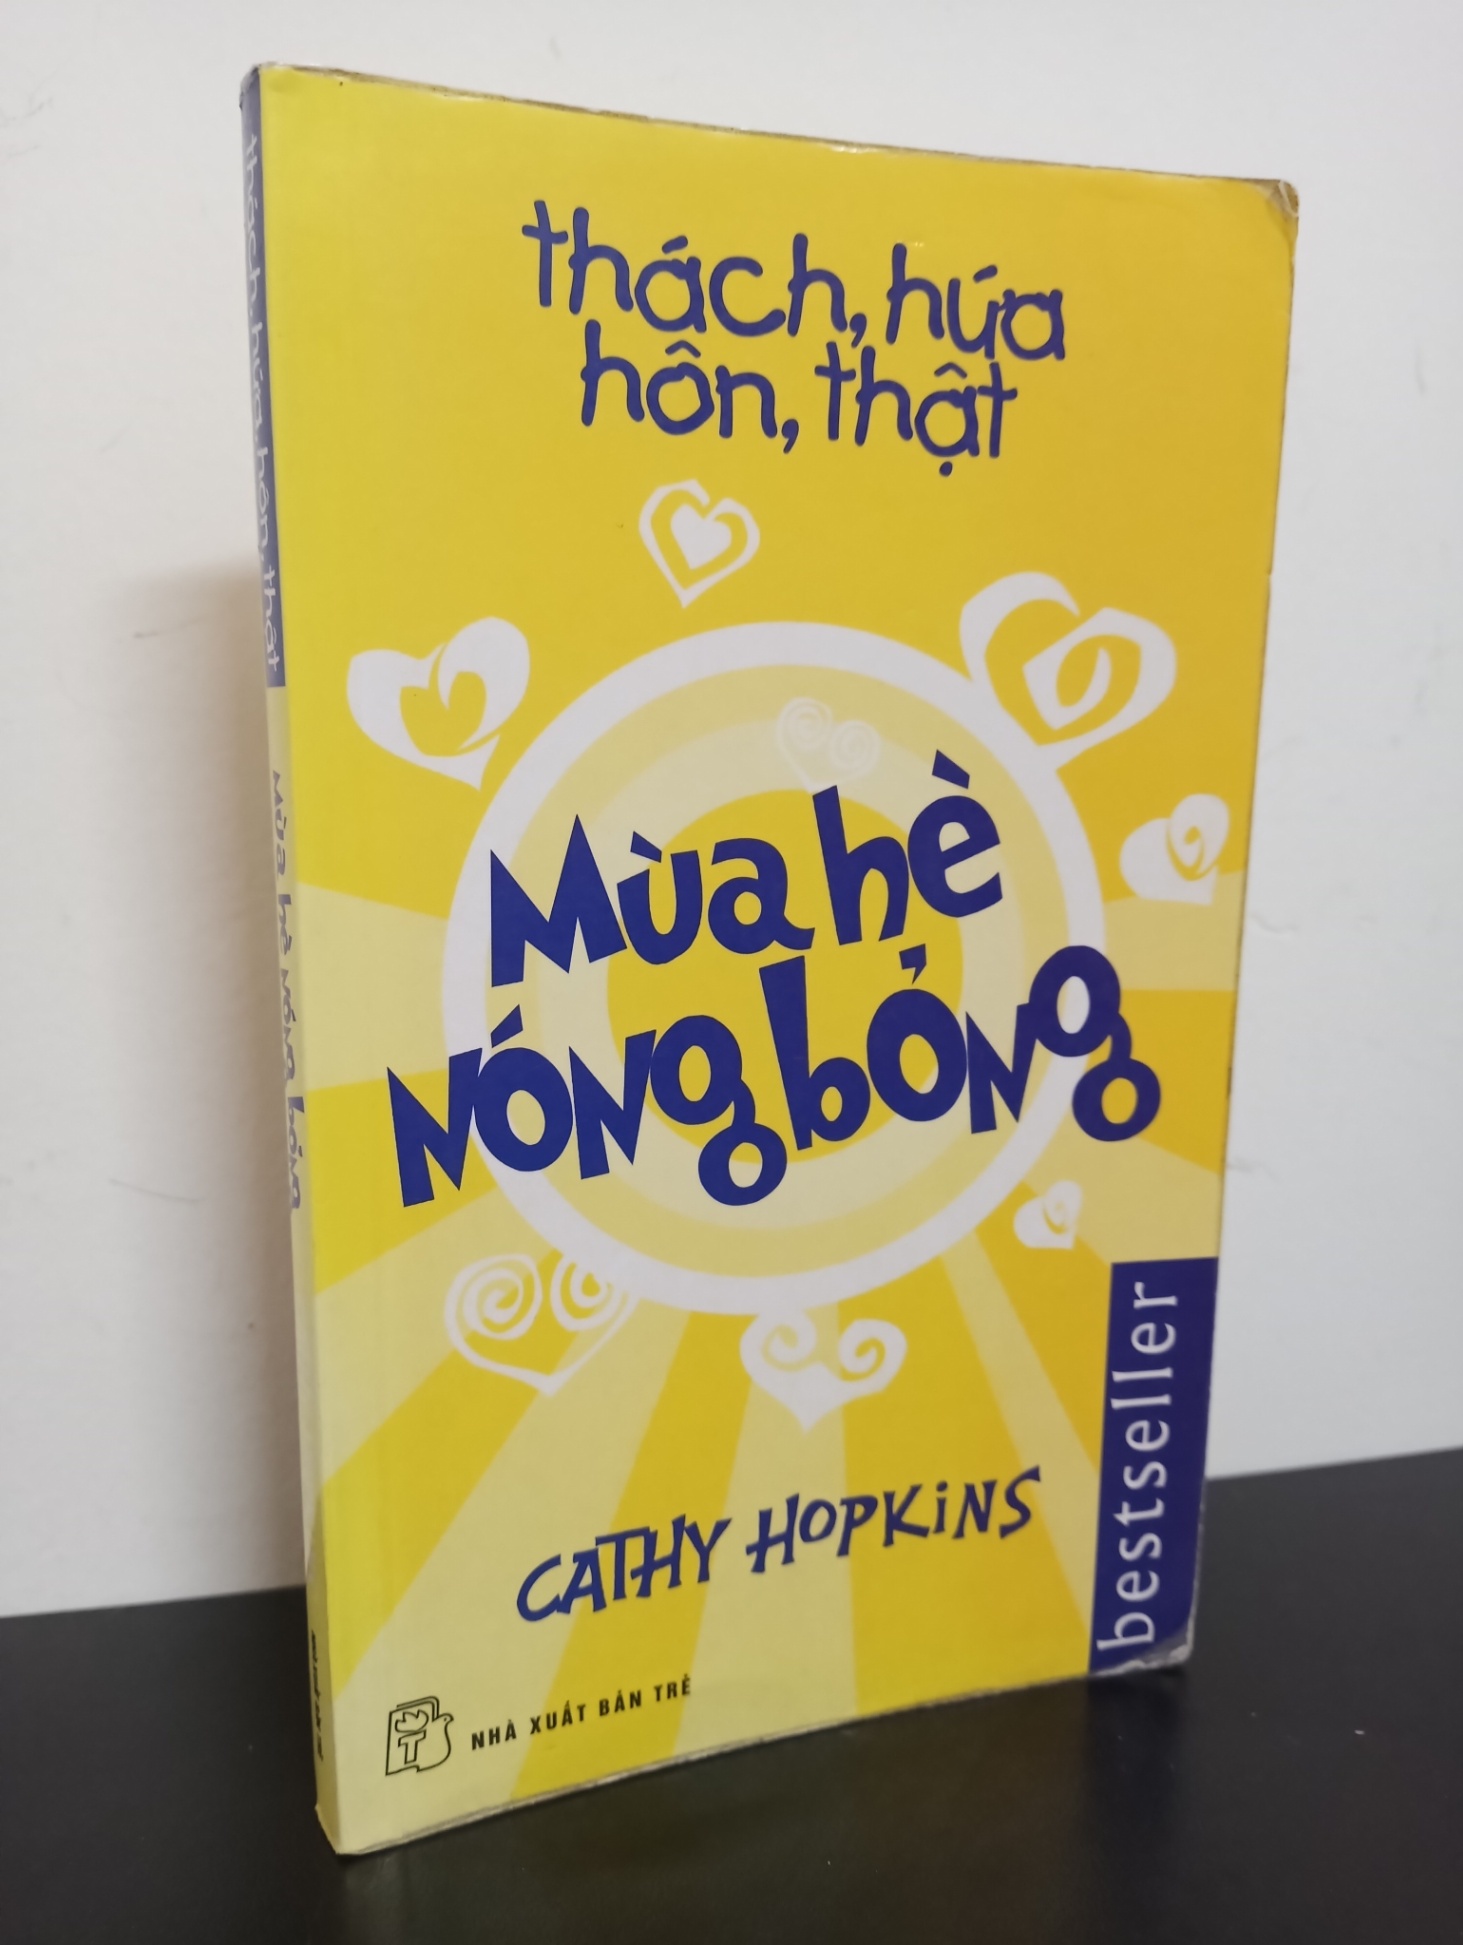 thách, hứa
hôn, thật
Mùa hè
nóng bỏng
CATHY HOPKiNS
NHÀ XUẤT BẢN TRẺ
bestseller
thách, hứa, hôn, thật
Mùa hè nóng bỏng